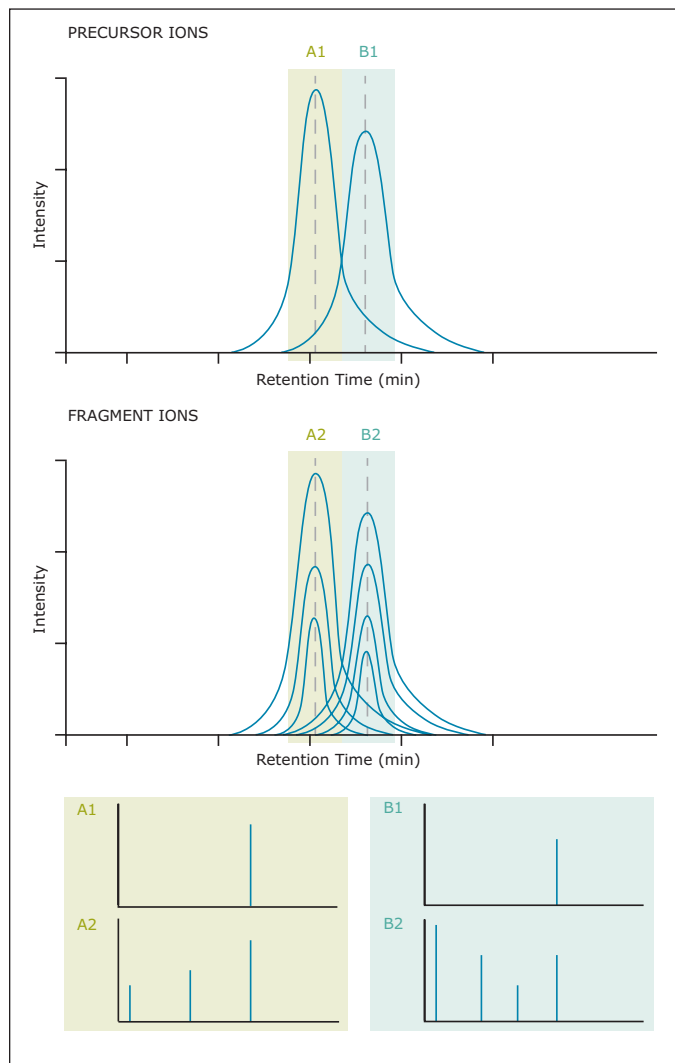 PRECURSOR IONS
A1 B1
Intensity
Retention Time (min)
FRAGMENT IONS
A2 B2
Intensity
Retention Time (min)
A1
B1
A2
B2